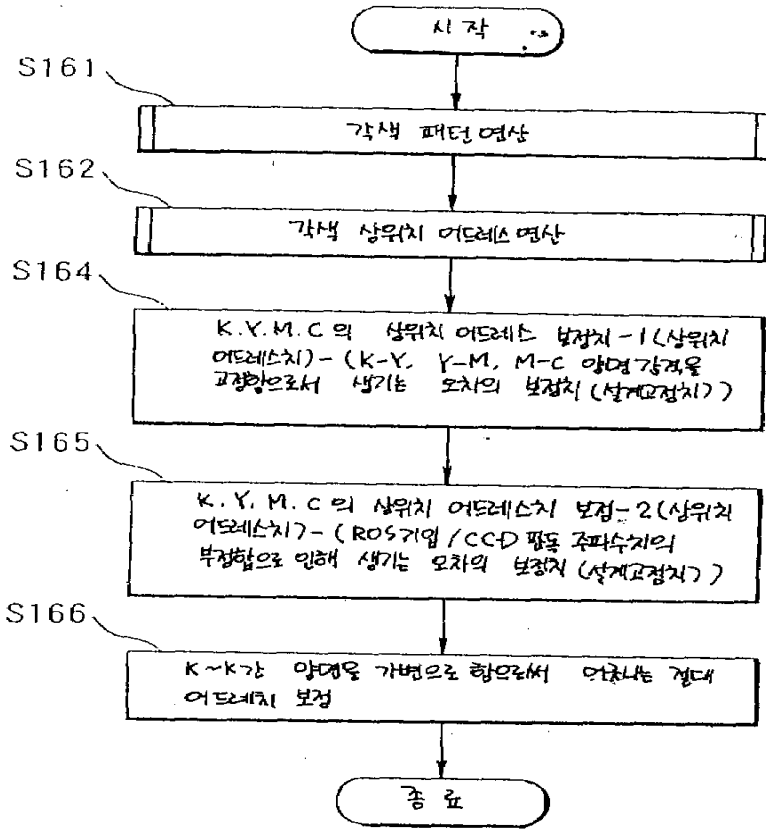 시작
S161
각색 패턴연산
S162
각색 상위치 어드레스 연산
S164
K.Y.M.C 의 상위치 어드레스 보정치-1(상위치
어드레스치)-(K-Y, Y-M, M-C 양면간격을
고정함으로서 생기는 오차의 보정치(설계고정치))
S165
K.Y.M.C 의 상위치 어드레스치 보정-2(상위치
어드레스치)-(ROS기입/CCD 판독 주파수치의
부정합으로 인해 생기는 오차의 보정치(설계고정치))
S166
K~K간 양면을 가변으로 함으로써 절대
어드레치 보정
종료